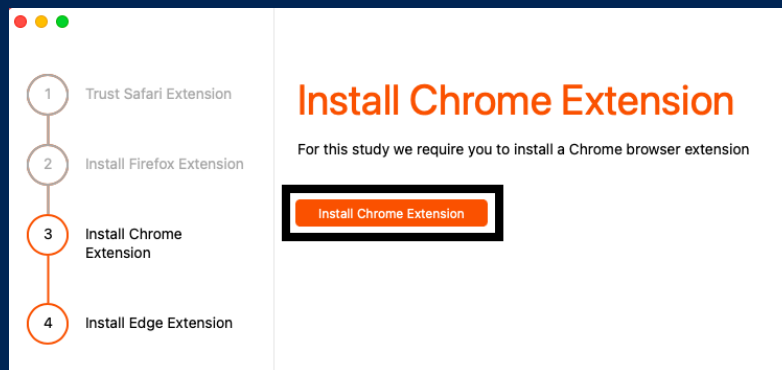 1 Trust Safari Extension
2 Install Firefox Extension
3 Install Chrome
Extension
4 Install Edge Extension
Install Chrome Extension
For this study we require you to install a Chrome browser extension
Install Chrome Extension